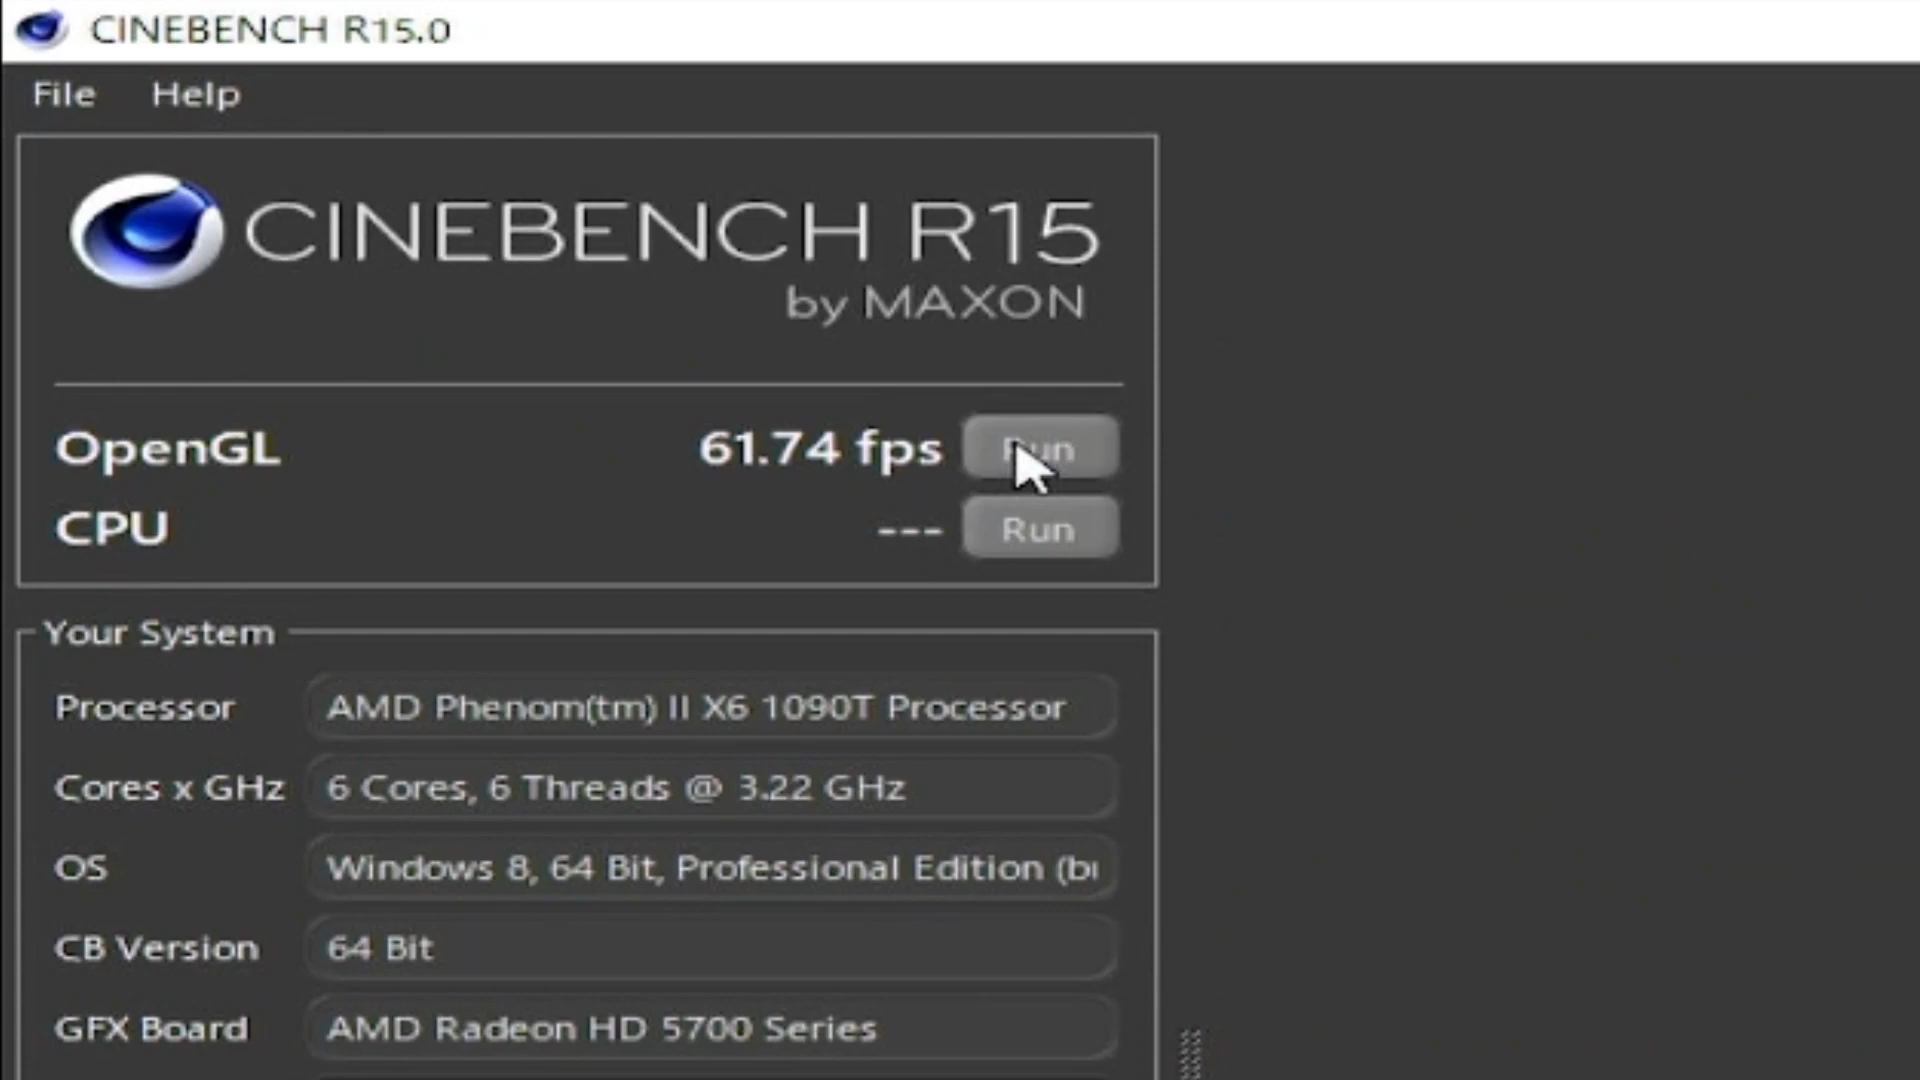 CINEBENCH R15.0
File Help
CINEBENCH R15
by MAXON
OpenGL 61.74 fps Run
CPU --- Run
Your System
Processor AMD Phenom(tm) II X6 1090T Processor
Cores x GHz 6 Cores, 6 Threads @ 3.22 GHz
OS Windows 8, 64 Bit, Professional Edition (bu
CB Version 64 Bit
GFX Board AMD Radeon HD 5700 Series